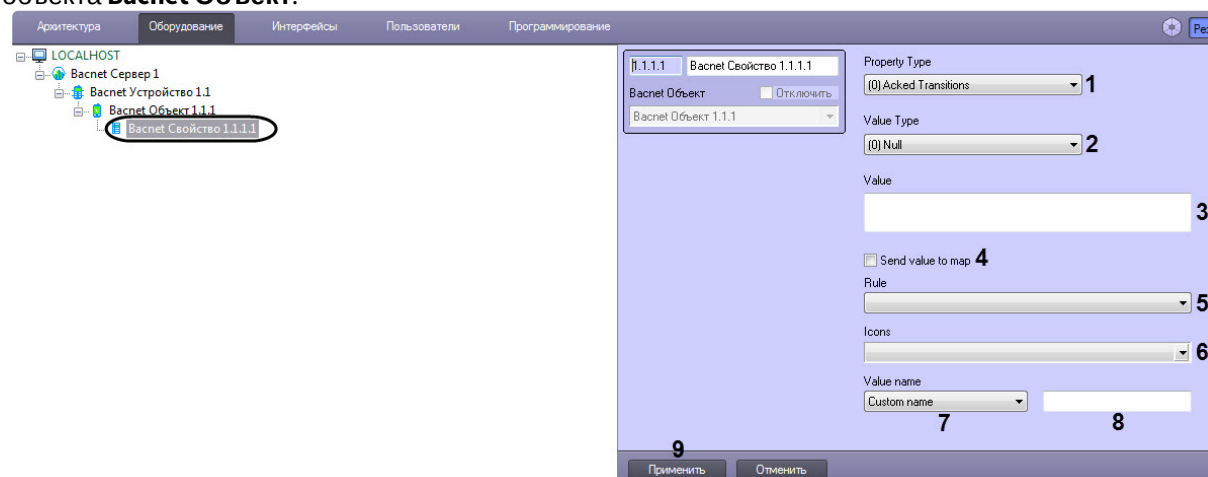 объекта Bacnet Объект.
Архитектура Оборудование Интерфейсы Пользователи Программирование
LOCALHOST
Bacnet Сервер 1
Bacnet Устройство 1.1
Bacnet Объект 1.1.1
Bacnet Свойство 1.1.1.1
1.1.1.1 Bacnet Свойство 1.1.1.1
Bacnet Объект Отключить
Bacnet Объект 1.1.1
Property Type
(0) Acked Transitions 1
Value Type
(0) Null 2
Value
3
Send value to map 4
Rule
5
Icons
6
Value name
Custom name
7 8
9
Применить Отменить